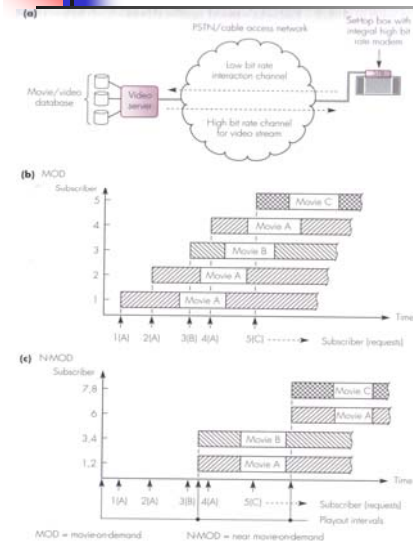 (a)
PSTN/cable access network
Set-top box with
integral high bit
rate modem
Low bit rate
interaction channel
Movie/video
database
Video
server
High bit rate channel
for video stream
(b) MOD
Subscriber
5
Movie C
4
Movie A
3
Movie B
2
Movie A
1
Movie A
Time
1(A) 2(A) 3(B) 4(A) 5(C) Subscriber (requests)
(c) N-MOD
Subscriber
7,8
Movie C
6
Movie A
3,4
Movie B
1,2
Movie A
Time
1(A) 2(A) 3(B) 4(A) 5(C) Subscriber (requests)
Playout intervals
MOD = movie-on-demand N-MOD = near movie-on-demand